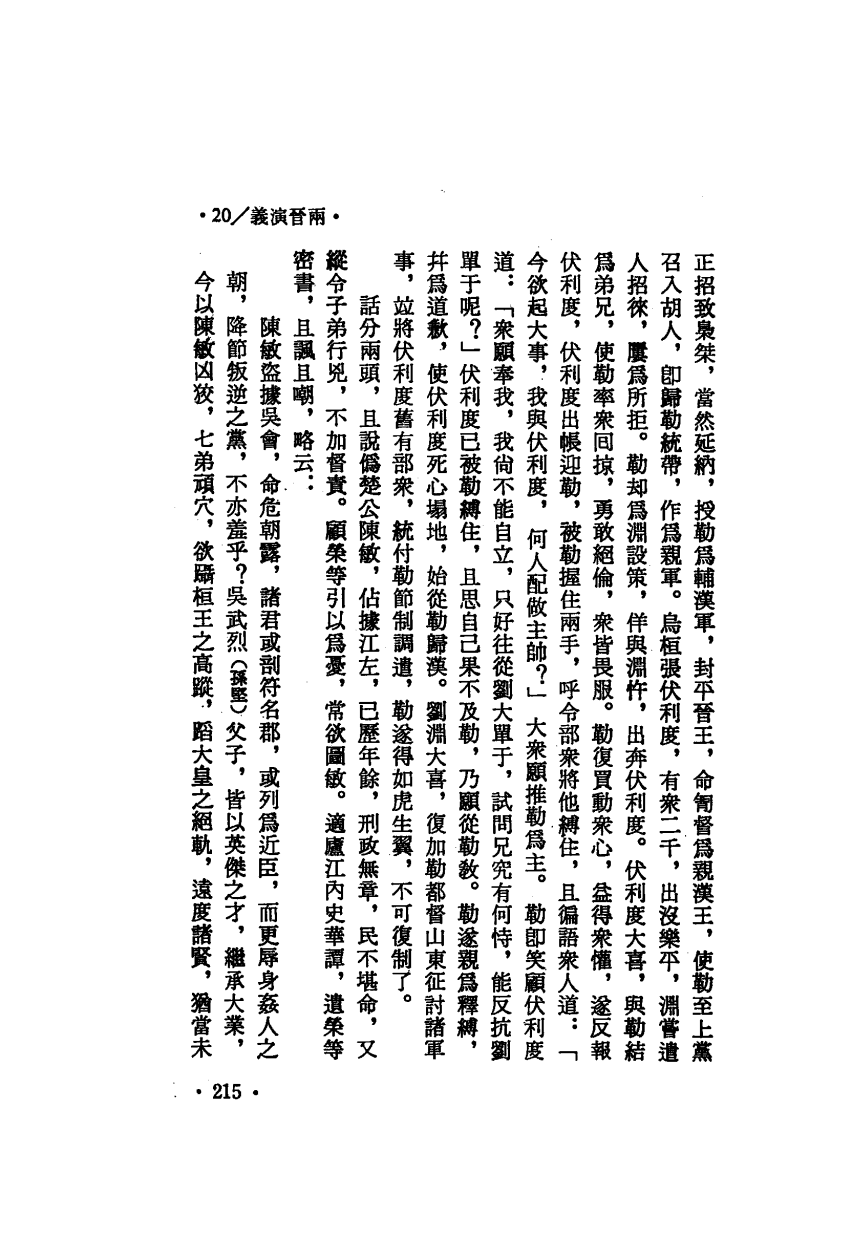 ·20/義演晉兩·
正招致梟桀，當然延納，授勒爲輔漢軍，封平晉王，命㔨督爲親漢王，使勒至上黨
召入胡人，卽歸勒統帶，作爲親軍。烏桓張伏利度，有衆二千，出沒樂平，淵嘗遣
人招徠，屢爲所拒。勒却爲淵設策，佯與淵忤，出奔伏利度。伏利度大喜，與勒結
爲弟兄，使勒率衆囘掠，勇敢絕倫，衆皆畏服。勒復買動衆心，益得衆懽，遂反報
伏利度，伏利度出帳迎勒，被勒握住兩手，呼令部衆將他縛住，且徧語衆人道：「
今欲起大事，我與伏利度，何人配做主帥？」大衆願推勒爲主。勒卽笑顧伏利度
道：「衆願奉我，我尙不能自立，只好往從劉大單于，試問兄究有何恃，能反抗劉
單于呢？」伏利度已被勒縛住，且思自己果不及勒，乃願從勒敎。勒遂親爲釋縛，
幷爲道歉，使伏利度死心塌地，始從勒歸漢。劉淵大喜，復加勒都督山東征討諸軍
事，竝將伏利度舊有部衆，統付勒節制調遣，勒遂得如虎生翼，不可復制了。
話分兩頭，且說僞楚公陳敏，佔據江左，已歷年餘，刑政無章，民不堪命，又
縱令子弟行兇，不加督責。顧榮等引以爲憂，常欲圖敏。適廬江內史華譚，遺榮等
密書，且諷且嘲，略云：
陳敏盜據吳會，命危朝露，諸君或剖符名郡，或列爲近臣，而更辱身姦人之
朝，降節叛逆之黨，不亦羞乎？吳武烈（孫堅）父子，皆以英傑之才，繼承大業，
今以陳敏凶狡，七弟頑穴，欲躡桓王之高蹤，蹈大皇之絕軌，遠度諸賢，猶當未
·215·